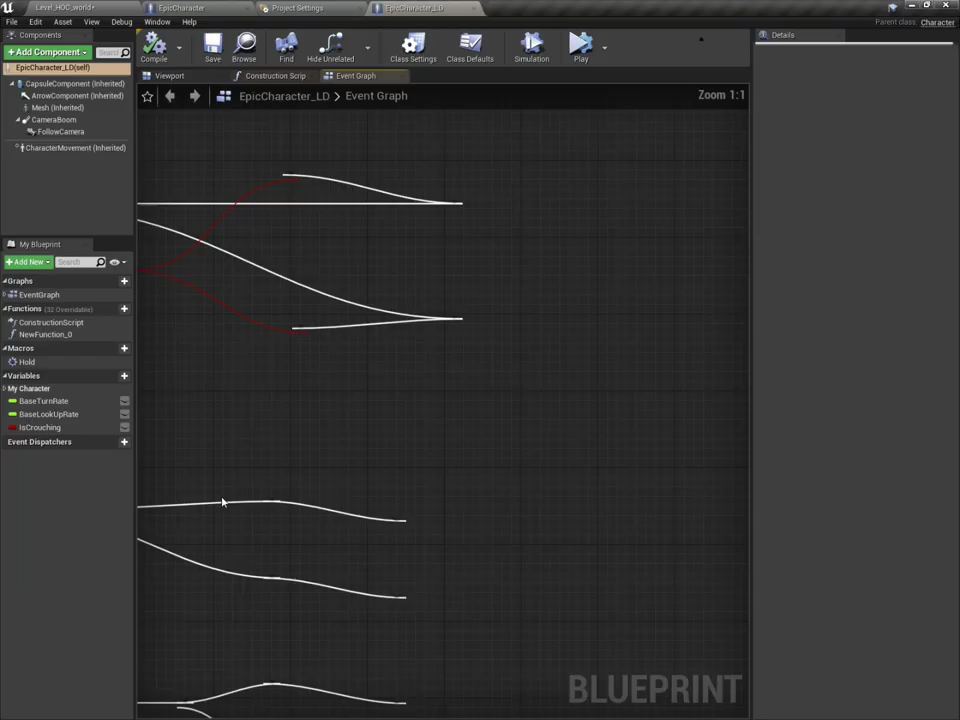 Level_HOC_world*
EpicCharacter
Project Settings
EpicCharacter_LD
File
Edit
Asset
View
Debug
Window
Help
Parent class: Character
Components
Details
+ Add Component
Search
Compile
Save
Browse
Find
Hide Unrelated
Class Settings
Class Defaults
Simulation
Play
EpicCharacter_LD(self)
Viewport
Construction Scrip
Event Graph
CapsuleComponent (Inherited)
ArrowComponent (Inherited)
Mesh (Inherited)
CameraBoom
FollowCamera
CharacterMovement (Inherited)
EpicCharacter_LD > Event Graph
Zoom 1:1
My Blueprint
+ Add New
Search
Graphs
EventGraph
Functions (32 Overridable)
ConstructionScript
NewFunction_0
Macros
Hold
Variables
My Character
BaseTurnRate
BaseLookUpRate
IsCrouching
Event Dispatchers
BLUEPRINT